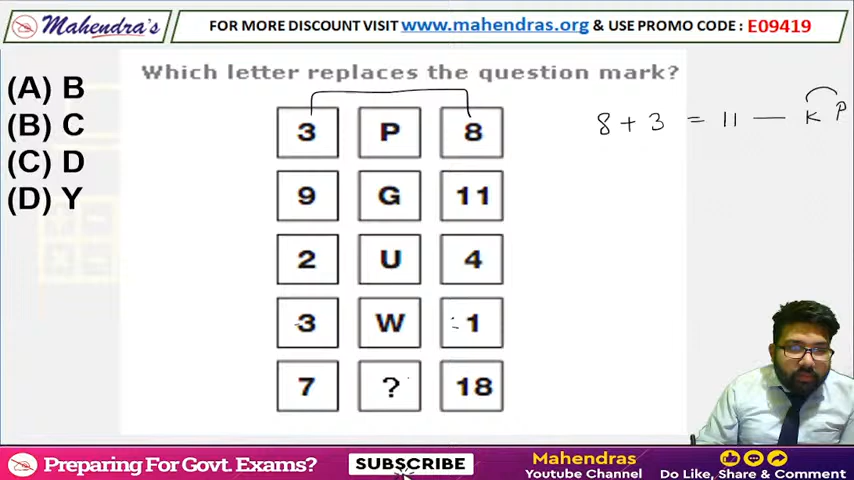 Mahendra's
FOR MORE DISCOUNT VISIT www.mahendras.org & USE PROMO CODE : E09419
Which letter replaces the question mark?
(A) B
(B) C
(C) D
(D) Y
3 P 8
9 G 11
2 U 4
3 W 1
7 ? 18
8 + 3 = 11 — K P
Preparing For Govt. Exams?
SUBSCRIBE
Mahendras
Youtube Channel
Do Like, Share & Comment